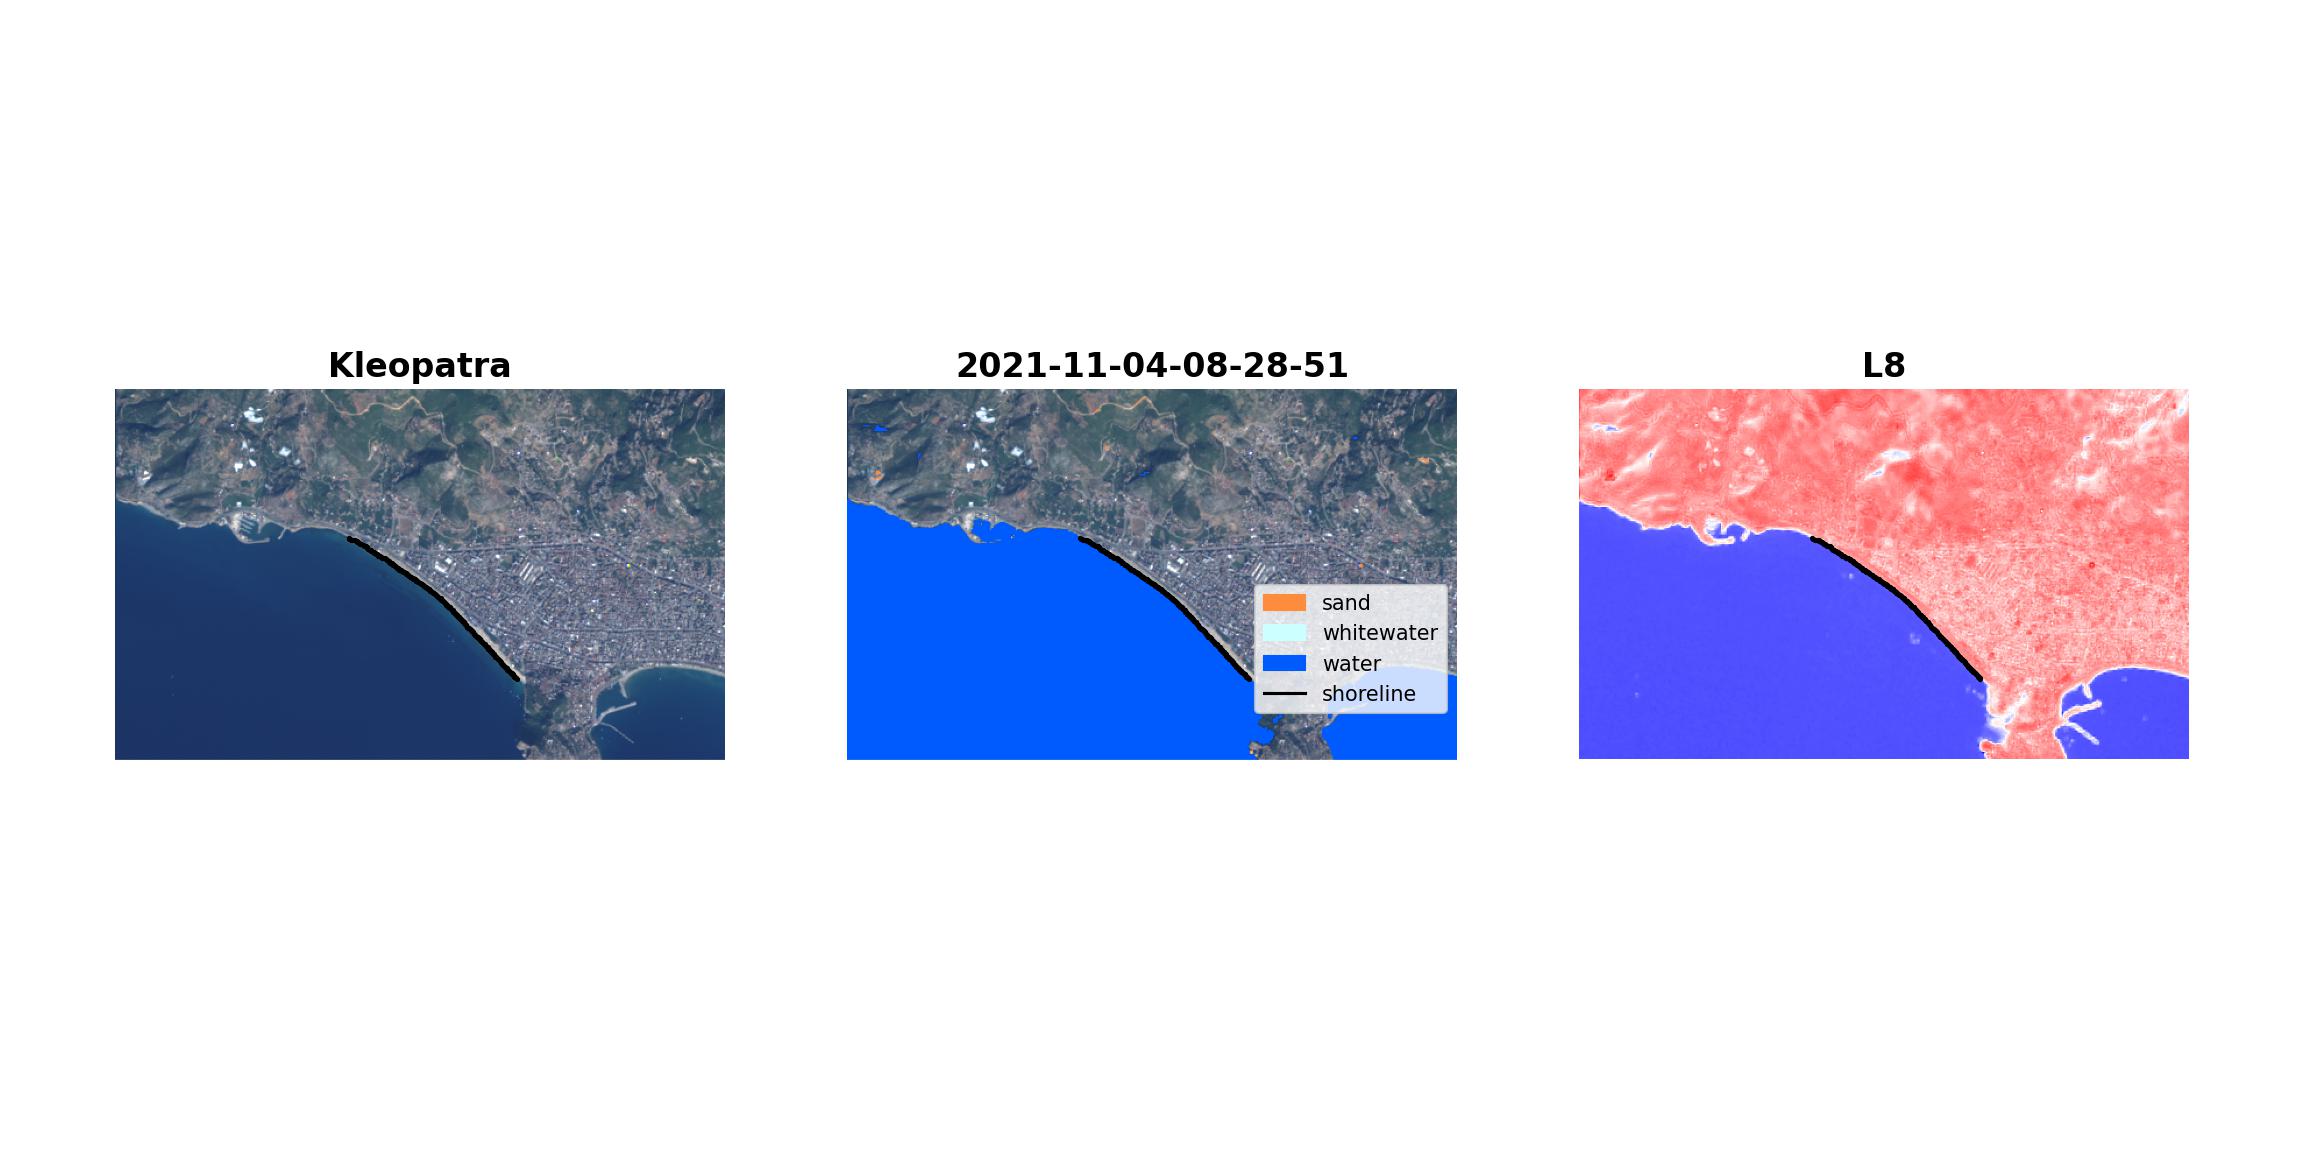 Kleopatra
2021-11-04-08-28-51
L8
sand
whitewater
water
shoreline